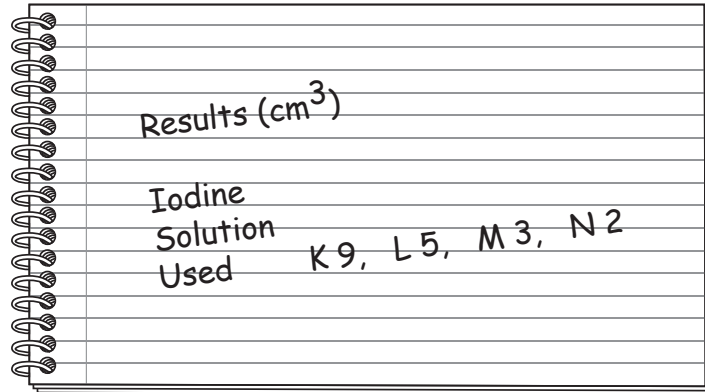 Results (cm³)
Iodine
Solution
Used K 9, L 5, M 3, N 2